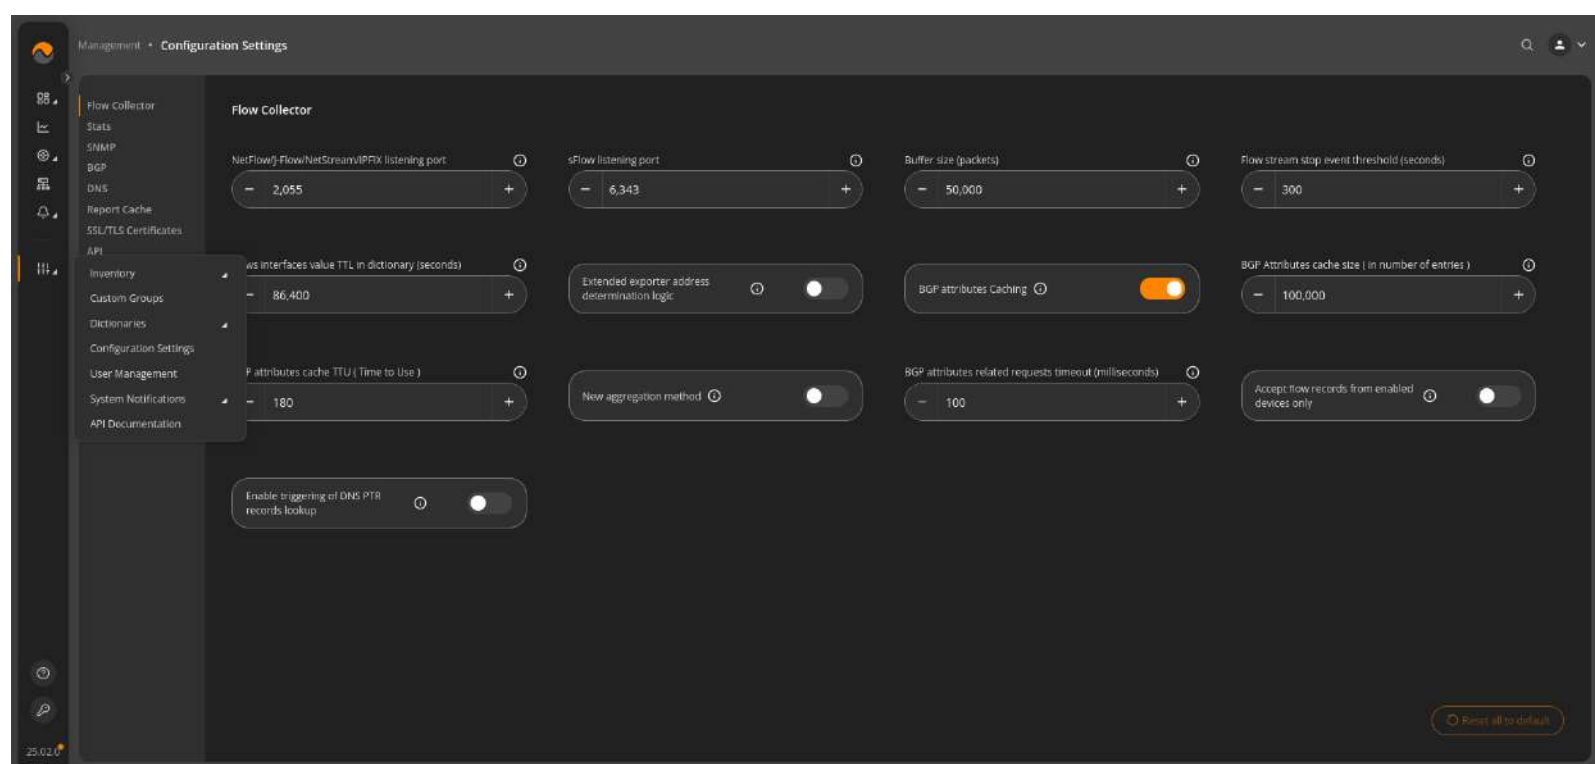 Management • Configuration Settings
Flow Collector
Stats
SNMP
BGP
DNS
Report Cache
SSL/TLS Certificates
API
Inventory
Custom Groups
Dictionaries
Configuration Settings
User Management
System Notifications
API Documentation
25.02.0
Flow Collector
NetFlow/J-Flow/NetStream/IPFIX listening port
2,055
sFlow listening port
6,343
Buffer size (packets)
50,000
Flow stream stop event threshold (seconds)
300
interfaces value TTL in dictionary (seconds)
86,400
Extended exporter address
determination logic
BGP attributes Caching
BGP Attributes cache size ( in number of entries )
100,000
attributes cache TTU ( Time to Use )
180
New aggregation method
BGP attributes related requests timeout (milliseconds)
100
Accept flow records from enabled
devices only
Enable triggering of DNS PTR
records lookup
Reset all to default